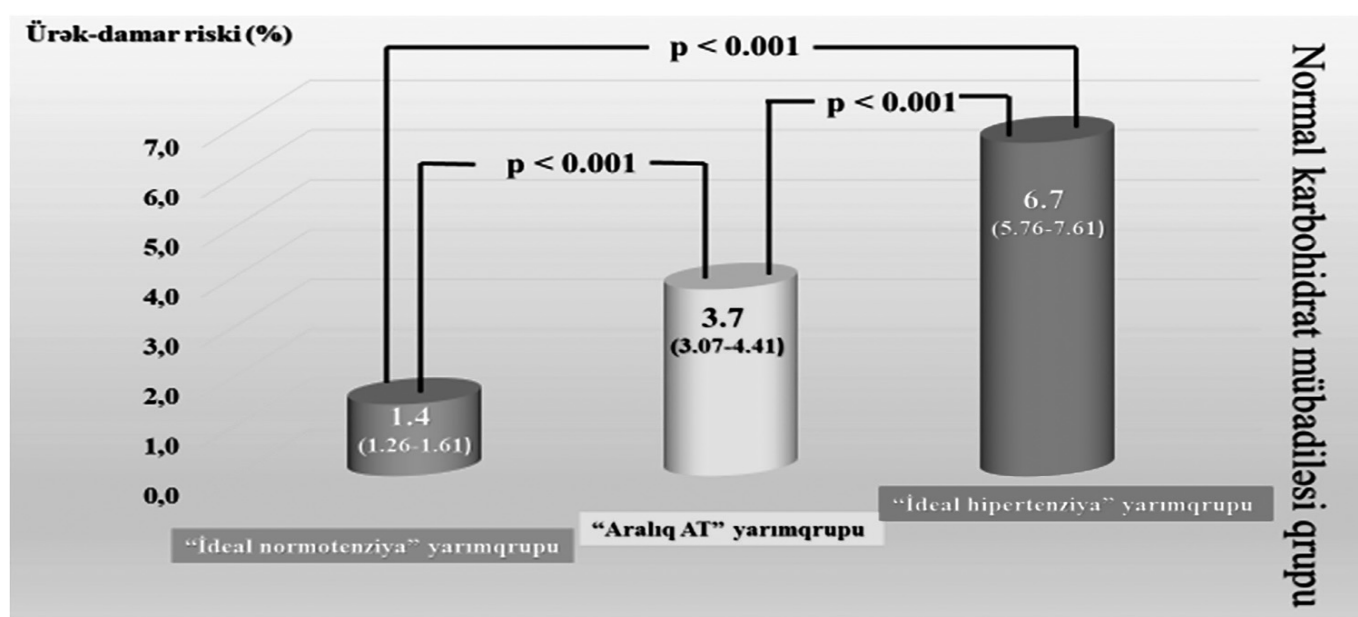 Ürək-damar riski (%)
p < 0.001
p < 0.001
p < 0.001
7,0
6,0
5,0
4,0
3,0
2,0
1,0
0,0
1.4
(1.26-1.61)
3.7
(3.07-4.41)
6.7
(5.76-7.61)
“İdeal normotenziya” yarımqrupu
“Aralıq AT” yarımqrupu
“İdeal hipertenziya” yarımqrupu
Normal karbohidrat mübadiləsi qrupu